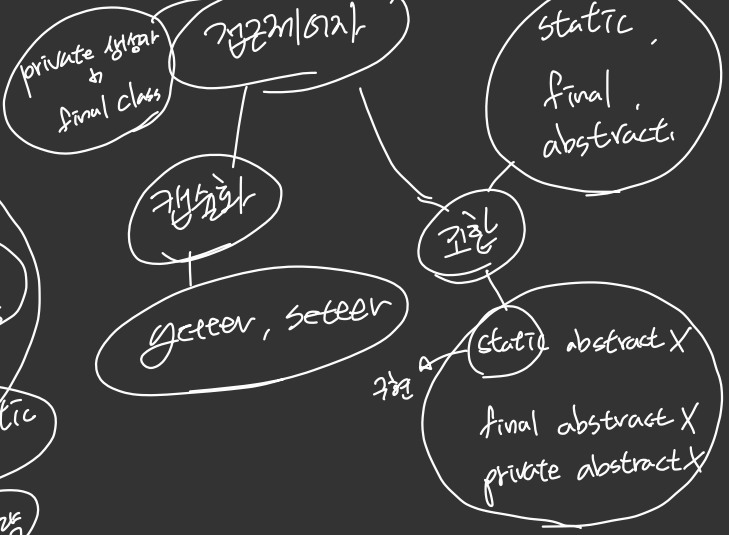 private 생성자
↳
final class
접근제어자
static,
final,
abstract.
캡슐화
조합
getter, setter
static abstract X
구현
final abstract X
private abstract X
tic